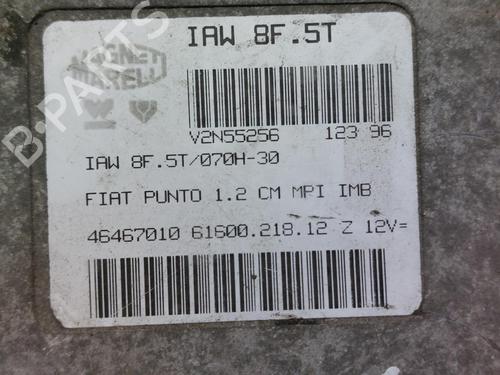 IAW 8F.5T
MAGNETI
MARELLI
V2N55256 123 96
IAW 8F.5T/070H-30
FIAT PUNTO 1.2 CM MPI IMB
46467010 61600.218.12 Z 12V=
B-PARTS